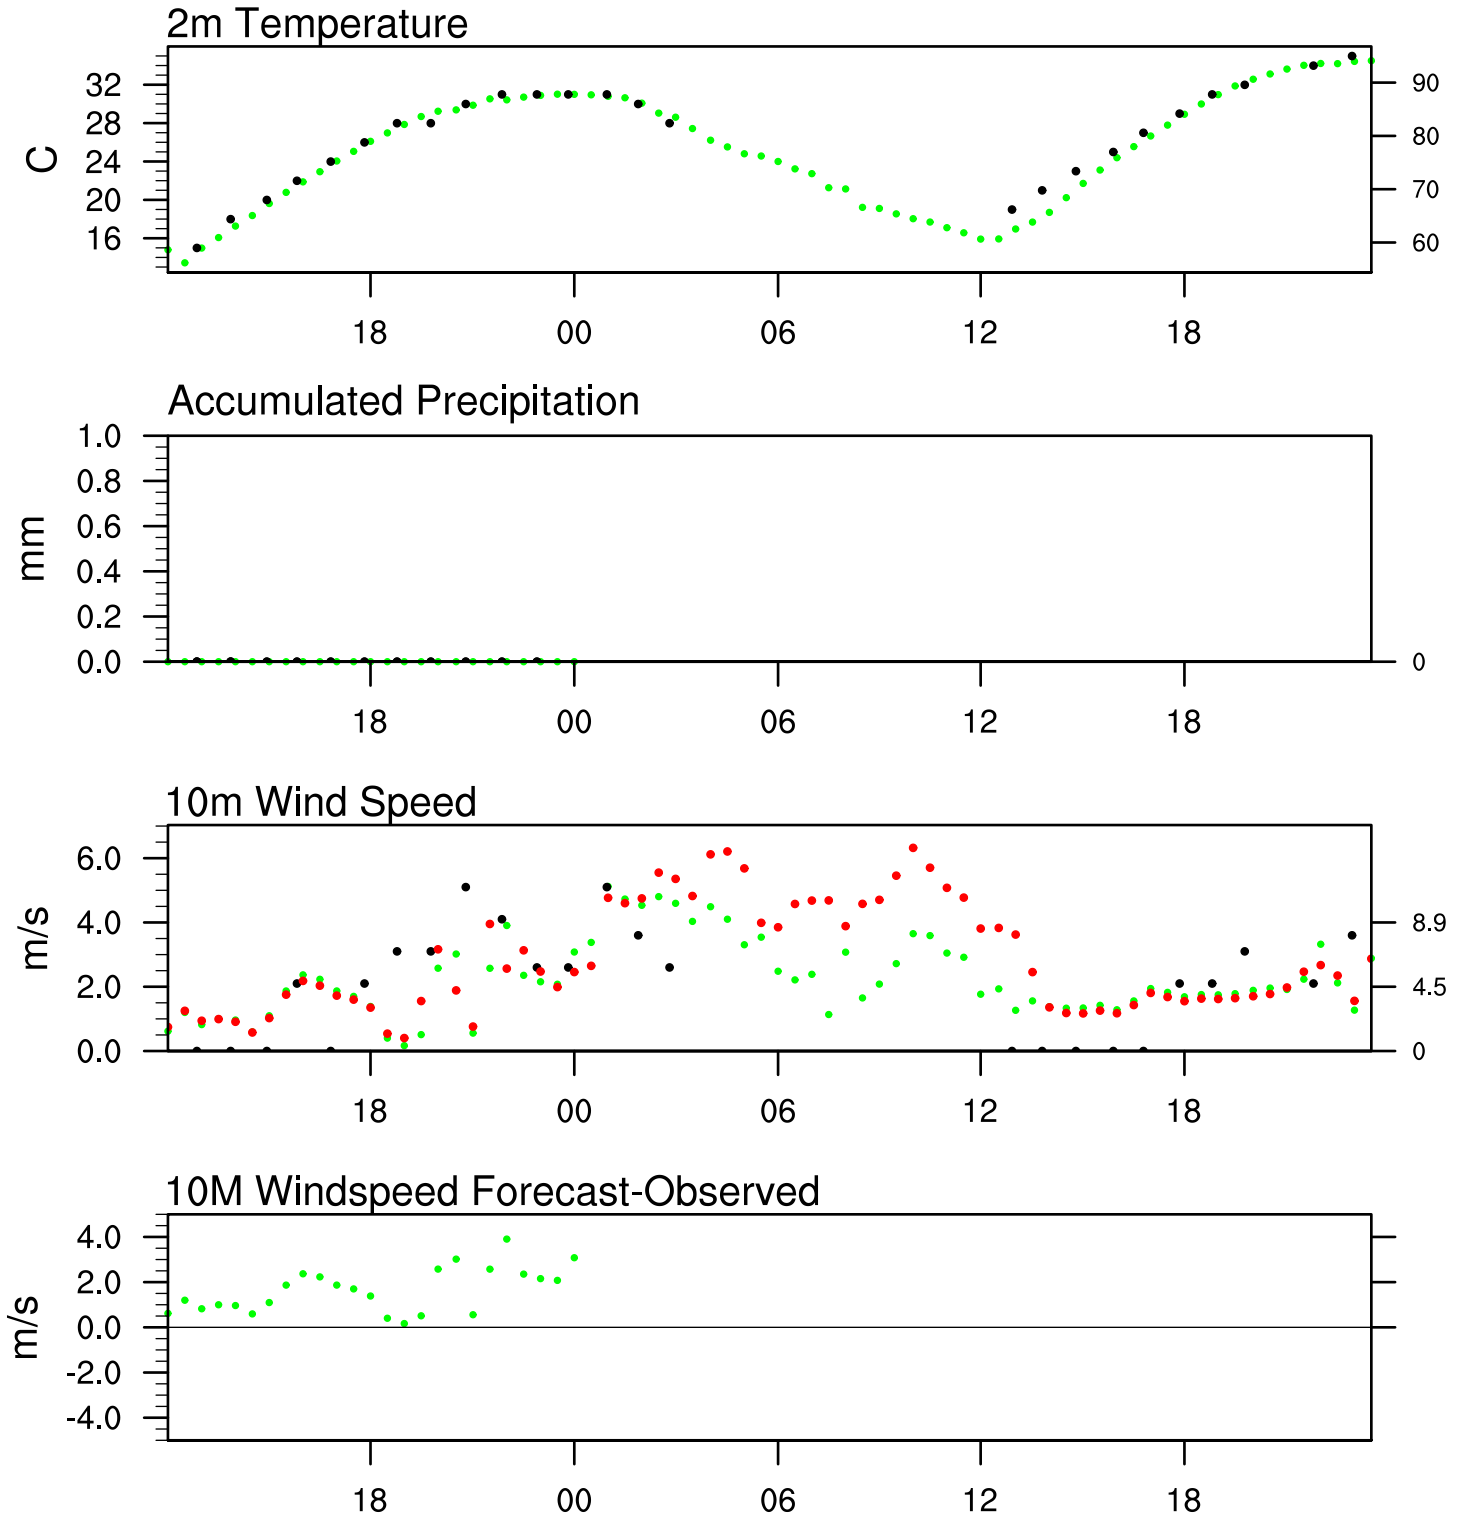 2m Temperature
C
32
28
24
20
16
90
80
70
60
18 00 06 12 18
Accumulated Precipitation
mm
1.0
0.8
0.6
0.4
0.2
0.0
0
18 00 06 12 18
10m Wind Speed
m/s
6.0
4.0
2.0
0.0
8.9
4.5
0
18 00 06 12 18
10M Windspeed Forecast-Observed
m/s
4.0
2.0
0.0
-2.0
-4.0
18 00 06 12 18